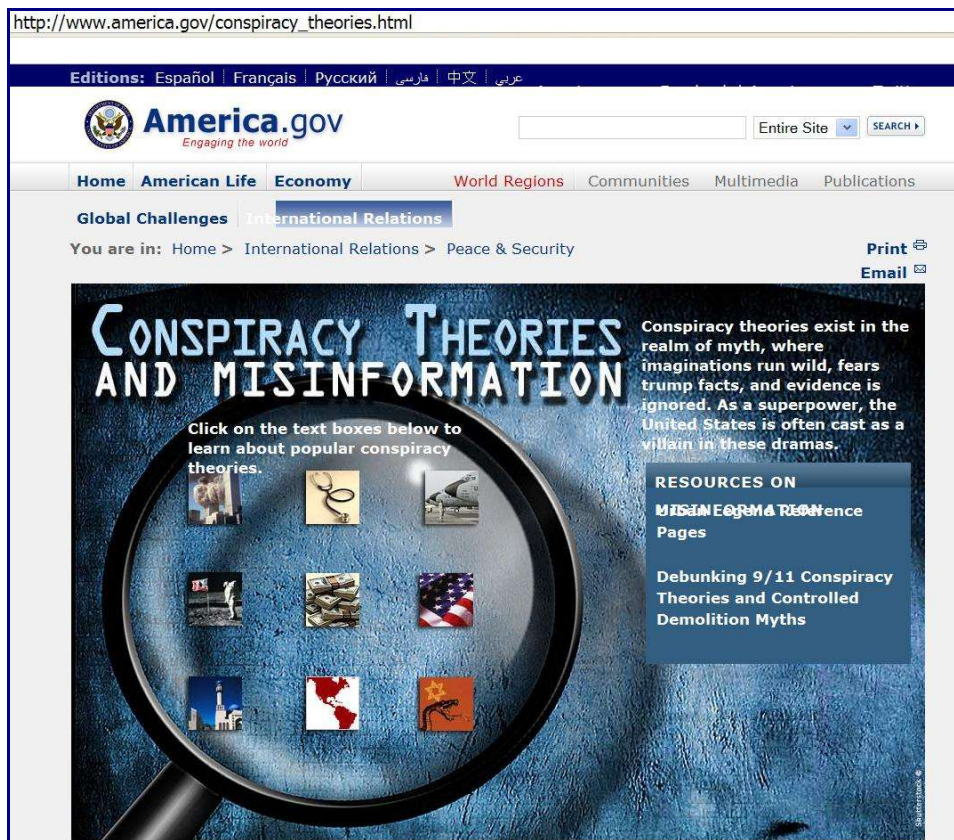 http://www.america.gov/conspiracy_theories.html
Editions: Español | Français | Русский | فارسی | 中文 | عربي
America.gov
Engaging the world
Entire Site
SEARCH
Home American Life Economy World Regions Communities Multimedia Publications
Global Challenges International Relations
You are in: Home > International Relations > Peace & Security
Print
Email
CONSPIRACY THEORIES
AND MISINFORMATION
Click on the text boxes below to
learn about popular conspiracy
theories.
Conspiracy theories exist in the
realm of myth, where
imaginations run wild, fears
trump facts, and evidence is
ignored. As a superpower, the
United States is often cast as a
villain in these dramas.
RESOURCES ON
MISINFORMATION
Urban Legend Reference
Pages
Debunking 9/11 Conspiracy
Theories and Controlled
Demolition Myths
Shutterstock ©